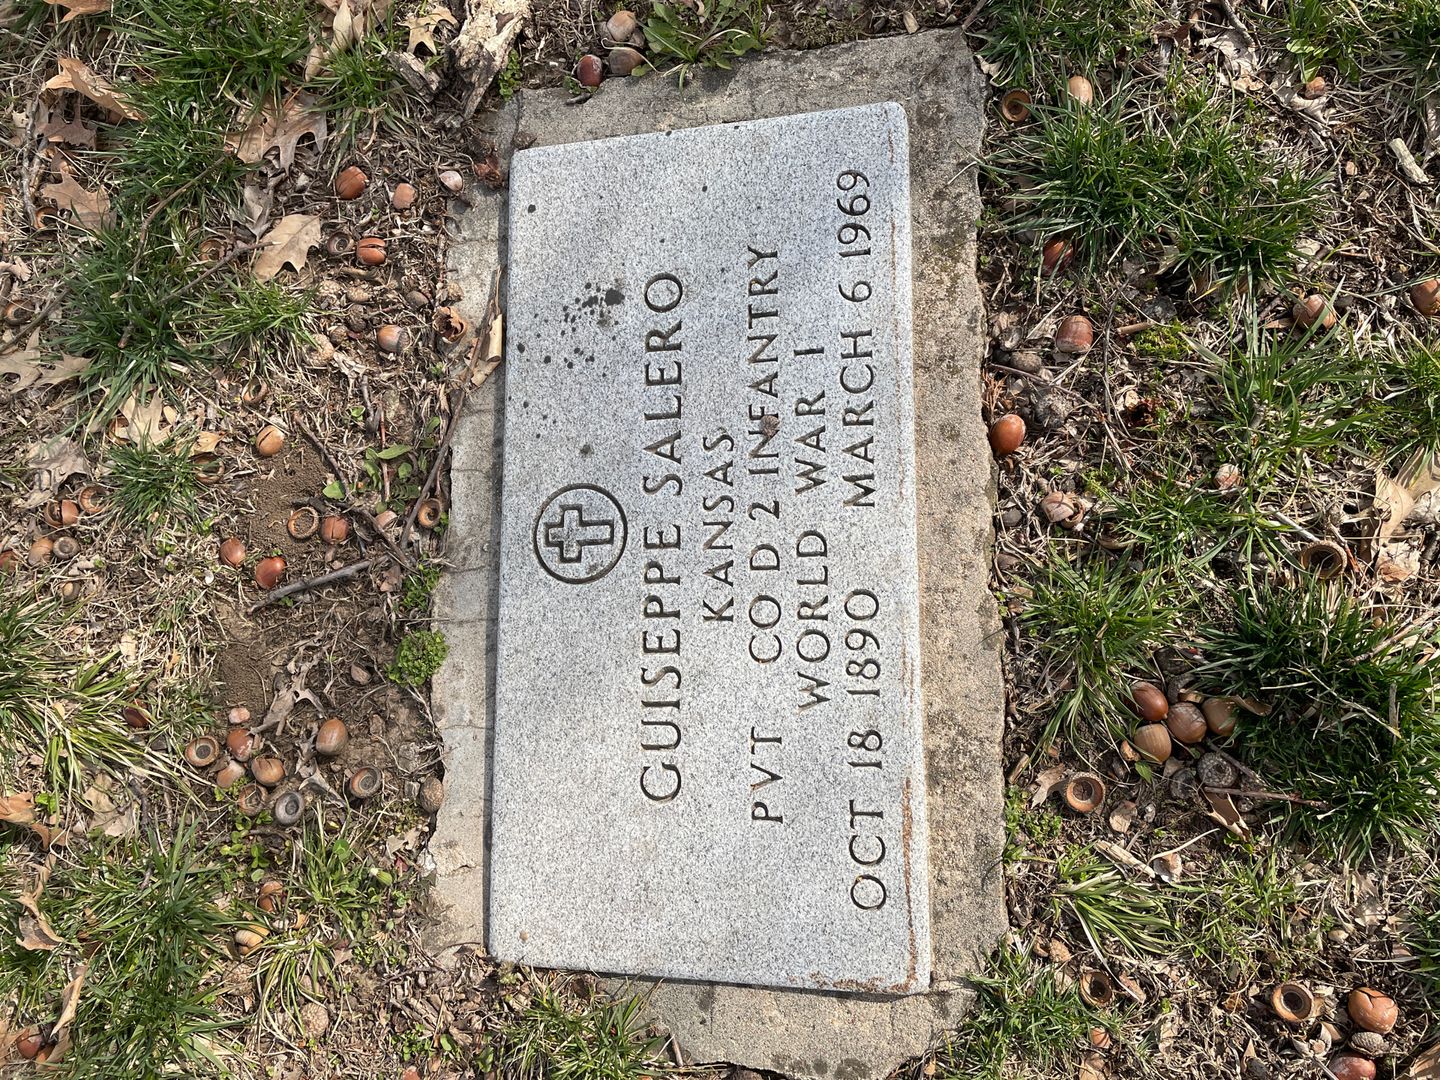 GUISEPPE SALERO
KANSAS
PVT CO D 2 INFANTRY
WORLD WAR I
OCT 18 1890 MARCH 6 1969